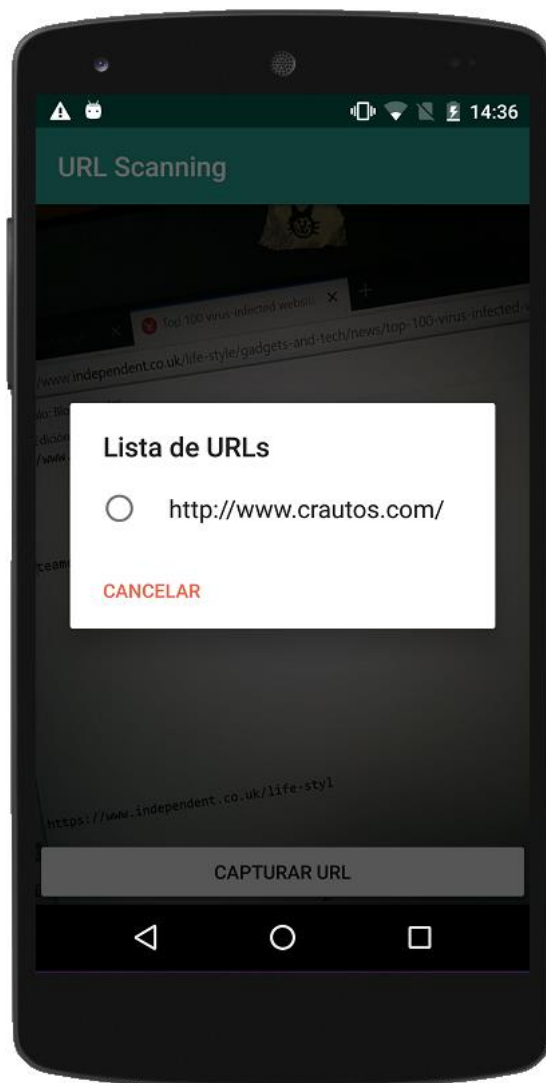 14:36
URL Scanning
Top 100 virus-infected websit
/www.independent.co.uk/life-style/gadgets-and-tech/news/top-100-virus-infected-
Edición
/www.
Lista de URLs
http://www.crautos.com/
CANCELAR
https://www.independent.co.uk/life-styl
CAPTURAR URL